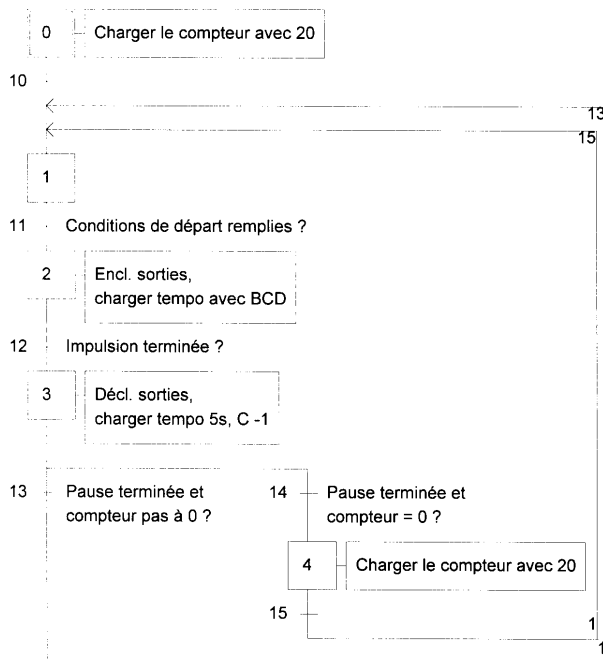 0 Charger le compteur avec 20
10
13
15
1
11 Conditions de départ remplies ?
2 Encl. sorties,
charger tempo avec BCD
12 Impulsion terminée ?
3 Décl. sorties,
charger tempo 5s, C -1
13 Pause terminée et
compteur pas à 0 ?
14 Pause terminée et
compteur = 0 ?
4 Charger le compteur avec 20
15
1
1